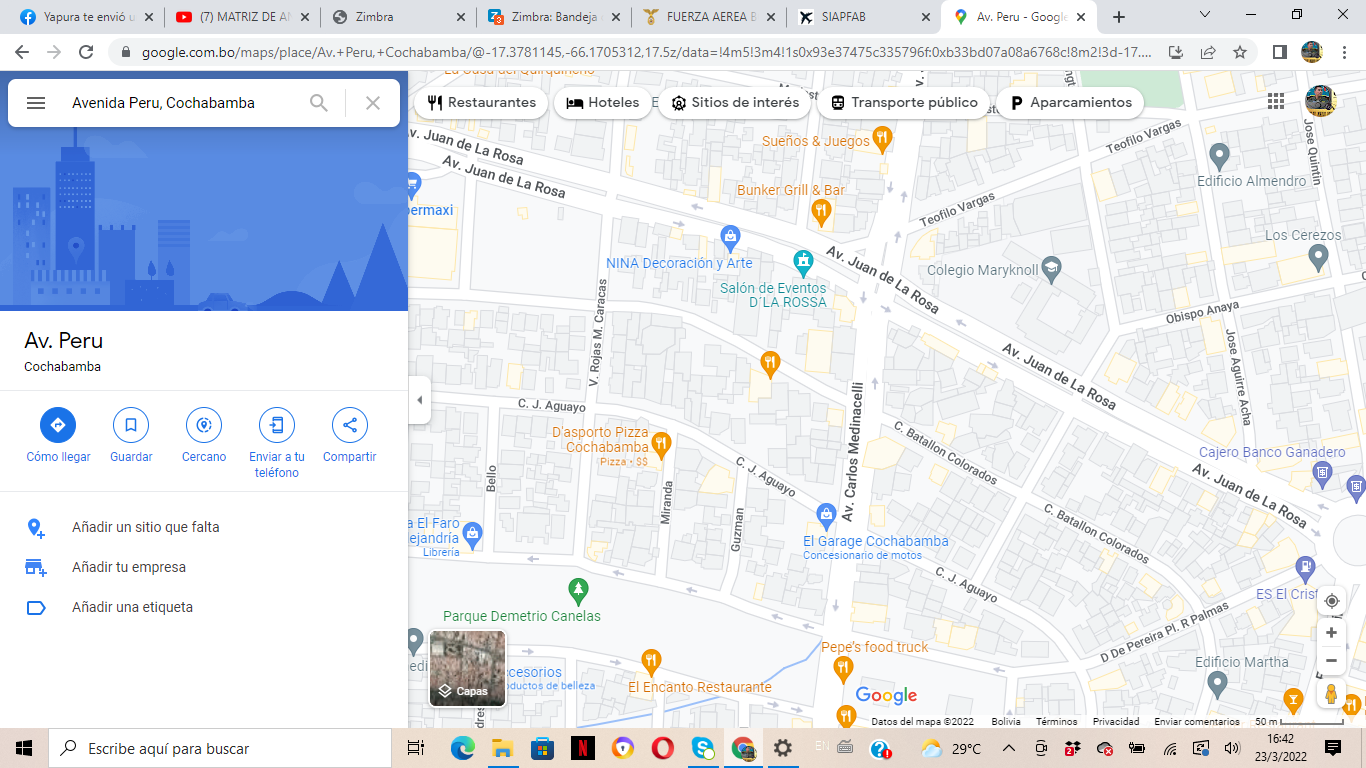 Yapura te envió u
(7) MATRIZ DE AI
Zimbra
Zimbra: Bandeja
FUERZA AEREA B
SIAPFAB
Av. Peru - Google
google.com.bo/maps/place/Av.+Peru,+Cochabamba/@-17.3781145,-66.1705312,17.5z/data=!4m5!3m4!1s0x93e37475c335796f:0xb33bd07a08a6768c!8m2!3d-17....
Avenida Peru, Cochabamba
Restaurantes
Hoteles
Sitios de interés
Transporte público
Aparcamientos
Av. Peru
Cochabamba
Cómo llegar
Guardar
Cercano
Enviar a tu
teléfono
Compartir
Añadir un sitio que falta
Añadir tu empresa
Añadir una etiqueta
La Casa del Quirquincho
Av. Juan de La Rosa
Av. Juan de La Rosa
Sueños & Juegos
Bunker Grill & Bar
Teofilo Vargas
Teofilo Vargas
Jose Quintin
Edificio Almendro
Los Cerezos
permaxi
NINA Decoración y Arte
Salón de Eventos
D´LA ROSSA
Av. Juan de La Rosa
Colegio Maryknoll
Obispo Anaya
V. Rojas M. Caracas
Jose Aguirre Acha
Av. Juan de La Rosa
C. J. Aguayo
Av. Carlos Medinacelli
D'asporto Pizza
Cochabamba
Pizza • $$
C. Batallon Colorados
Cajero Banco Ganadero
Bello
Miranda
C. J. Aguayo
Av. Juan de La Rosa
Guzman
C. Batallon Colorados
a El Faro
ejandría
Librería
El Garage Cochabamba
Concesionario de motos
C. J. Aguayo
ES El Crist
Parque Demetrio Canelas
D De Pereira Pl. R Palmas
Pepe's food truck
Edificio Martha
ccesorios
oductos de belleza
El Encanto Restaurante
Capas
Google
Datos del mapa ©2022
Bolivia
Términos
Privacidad
Enviar comentarios
50 m
Escribe aquí para buscar
EN
29°C
16:42
23/3/2022